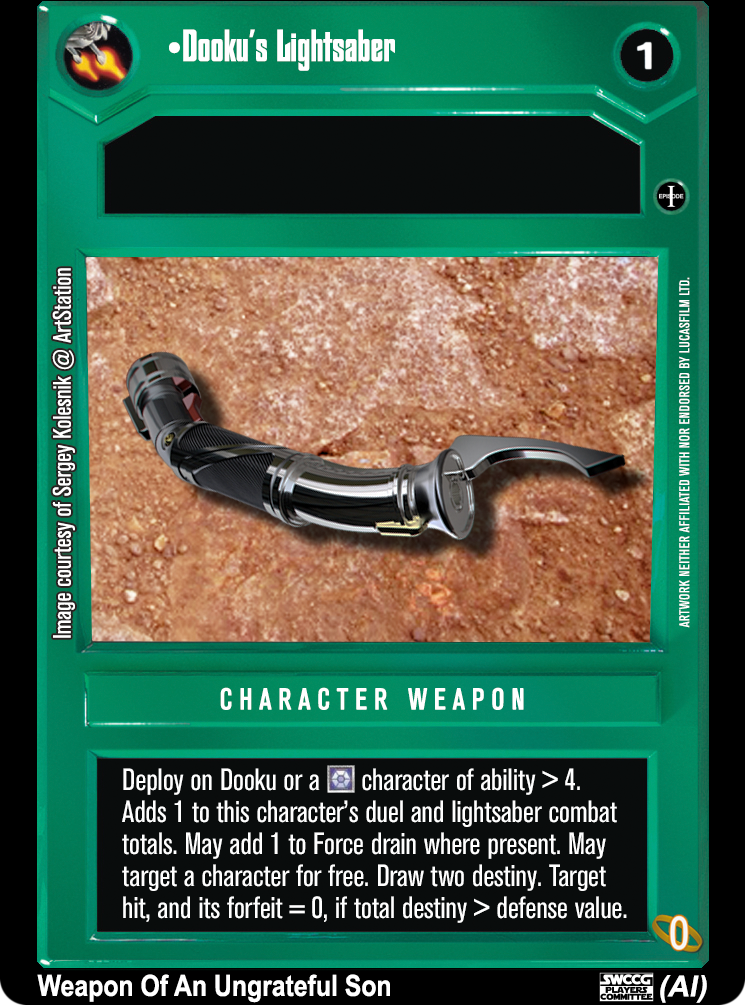 •Dooku's Lightsaber
1
EPISODE I
Image courtesy of Sergey Kolesnik @ ArtStation
ARTWORK NEITHER AFFILIATED WITH NOR ENDORSED BY LUCASFILM LTD.
CHARACTER WEAPON
Deploy on Dooku or a character of ability > 4.
Adds 1 to this character's duel and lightsaber combat
totals. May add 1 to Force drain where present. May
target a character for free. Draw two destiny. Target
hit, and its forfeit = 0, if total destiny > defense value.
0
Weapon Of An Ungrateful Son
SWCCG
PLAYERS
COMMITTEE
(AI)